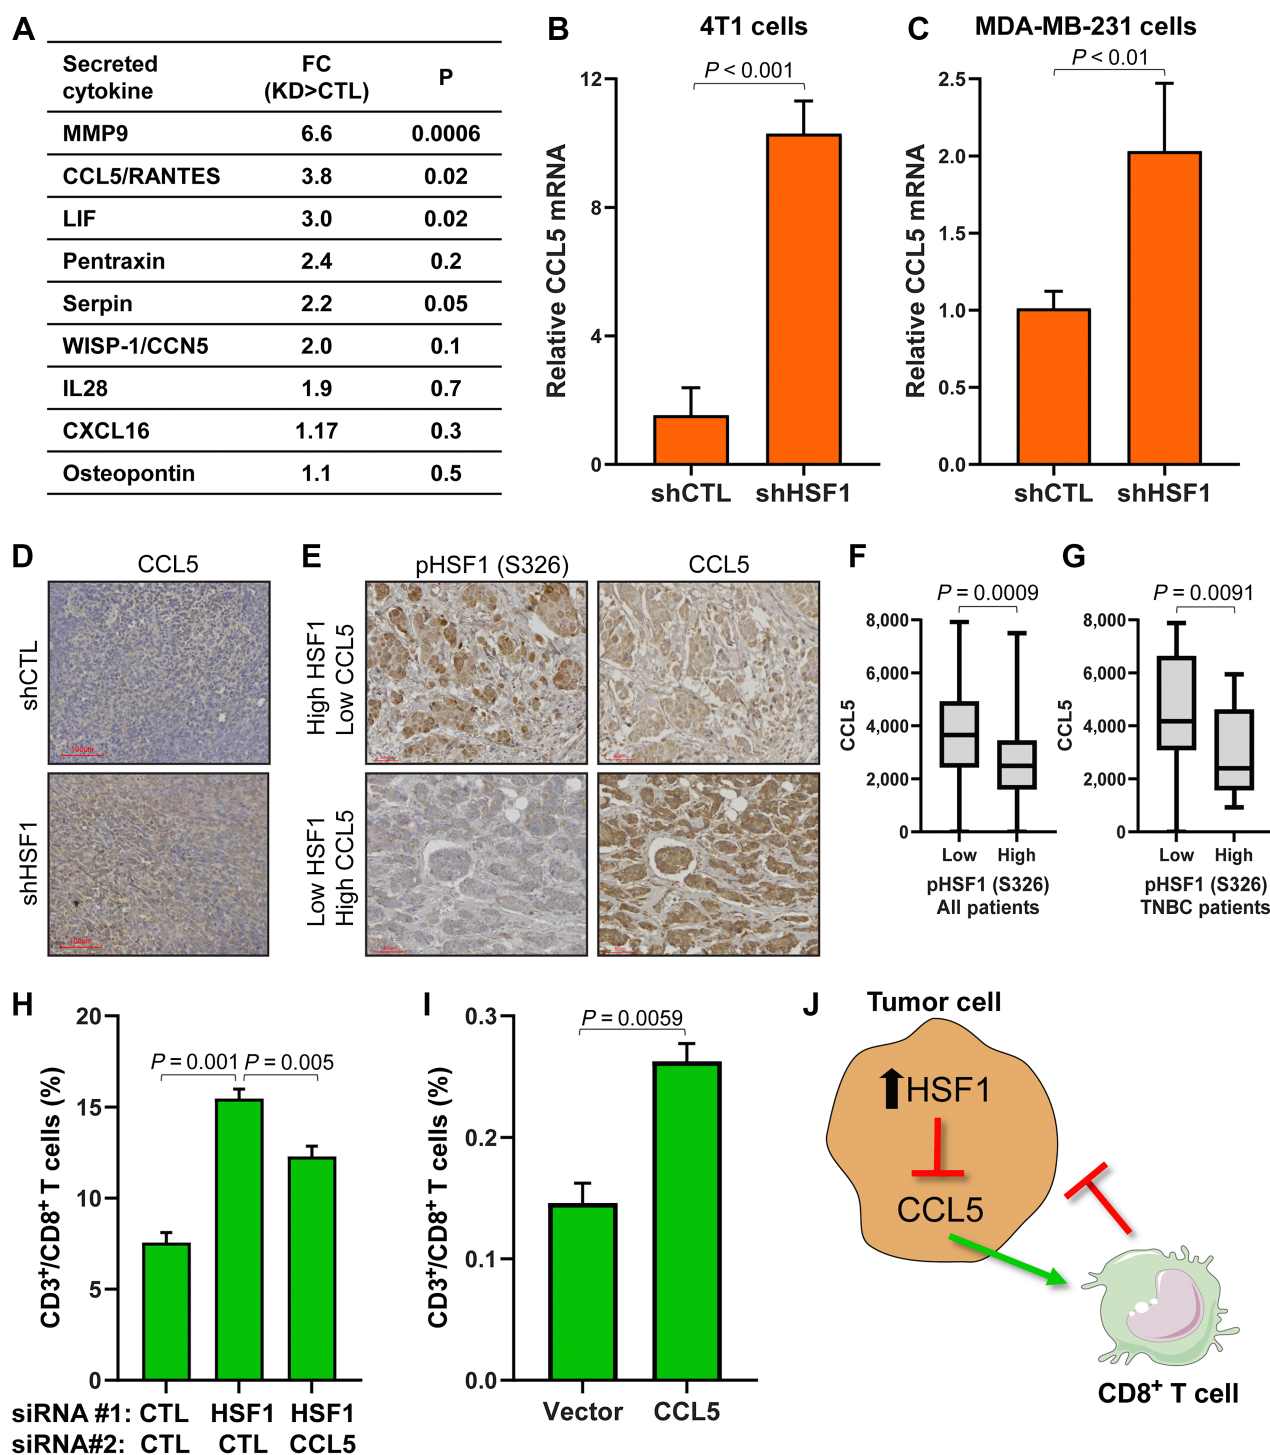 A
Secreted cytokine
FC (KD>CTL)
P
MMP9 6.6 0.0006
CCL5/RANTES 3.8 0.02
LIF 3.0 0.02
Pentraxin 2.4 0.2
Serpin 2.2 0.05
WISP-1/CCN5 2.0 0.1
IL28 1.9 0.7
CXCL16 1.17 0.3
Osteopontin 1.1 0.5
B
4T1 cells
P < 0.001
Relative CCL5 mRNA
12
8
4
0
shCTL shHSF1
C
MDA-MB-231 cells
P < 0.01
Relative CCL5 mRNA
2.5
2.0
1.5
1.0
0.5
0.0
shCTL shHSF1
D
CCL5
shCTL
100µm
shHSF1
100µm
E
pHSF1 (S326) CCL5
High HSF1
Low CCL5
Low HSF1
High CCL5
F
P = 0.0009
CCL5
8,000
6,000
4,000
2,000
0
Low High
pHSF1 (S326)
All patients
G
P = 0.0091
CCL5
8,000
6,000
4,000
2,000
0
Low High
pHSF1 (S326)
TNBC patients
H
P = 0.001 P = 0.005
CD3⁺/CD8⁺ T cells (%)
20
15
10
5
0
siRNA #1: CTL HSF1 HSF1
siRNA#2: CTL CTL CCL5
I
P = 0.0059
CD3⁺/CD8⁺ T cells (%)
0.3
0.2
0.1
0.0
Vector CCL5
J
Tumor cell
HSF1
CCL5
CD8⁺ T cell